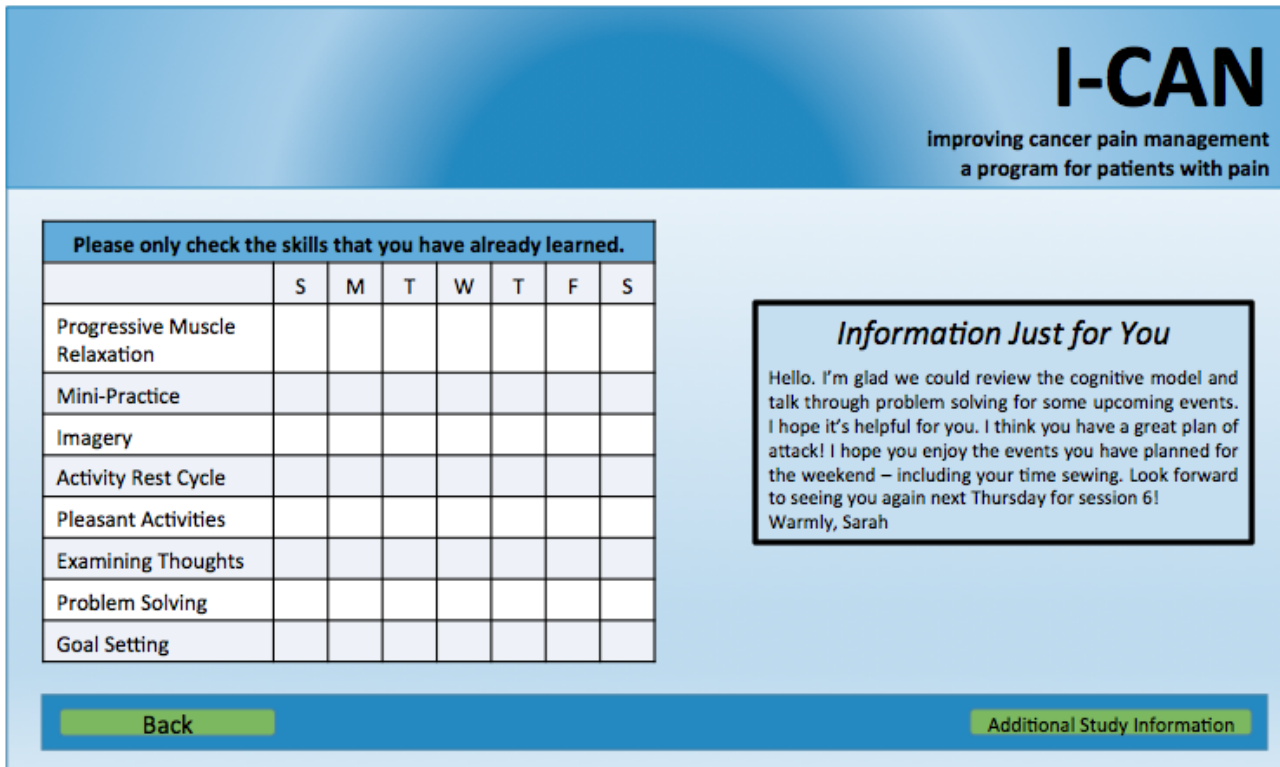 I-CAN
improving cancer pain management
a program for patients with pain
Please only check the skills that you have already learned.
S M T W T F S
Progressive Muscle
Relaxation
Mini-Practice
Imagery
Activity Rest Cycle
Pleasant Activities
Examining Thoughts
Problem Solving
Goal Setting
Information Just for You
Hello. I'm glad we could review the cognitive model and
talk through problem solving for some upcoming events.
I hope it's helpful for you. I think you have a great plan of
attack! I hope you enjoy the events you have planned for
the weekend – including your time sewing. Look forward
to seeing you again next Thursday for session 6!
Warmly, Sarah
Back
Additional Study Information